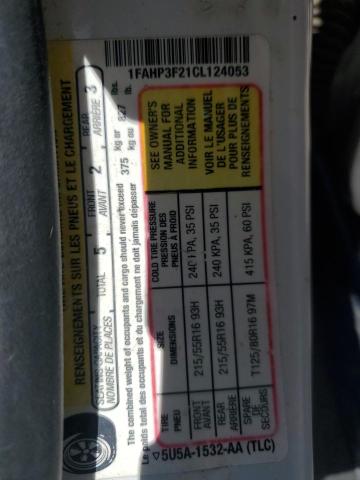 RENSEIGNEMENTS SUR LES PNEUS ET LE CHARGEMENT
SEATING CAPACITY
NOMBRE DE PLACES
TOTAL 5
FRONT
AVANT 2
REAR
ARRIÈRE 3
The combined weight of occupants and cargo should never exceed 375 kg or 827 lbs.
Le poids total des occupants et du chargement ne doit jamais dépasser kg ou lb.
TIRE
PNEU
SIZE
DIMENSIONS
COLD TIRE PRESSURE
PRESSION DES
PNEUS À FROID
FRONT
AVANT
215/55R16 93H
240 KPA, 35 PSI
REAR
ARRIÈRE
215/55R16 93H
240 KPA, 35 PSI
SPARE
DE
SECOURS
T125/80R16 97M
415 KPA, 60 PSI
SEE OWNER'S
MANUAL FOR
ADDITIONAL
INFORMATION
VOIR LE MANUEL
DE L'USAGER
POUR PLUS DE
RENSEIGNEMENTS
5U5A-1532-AA (TLC)
1FAHP3F21CL124053